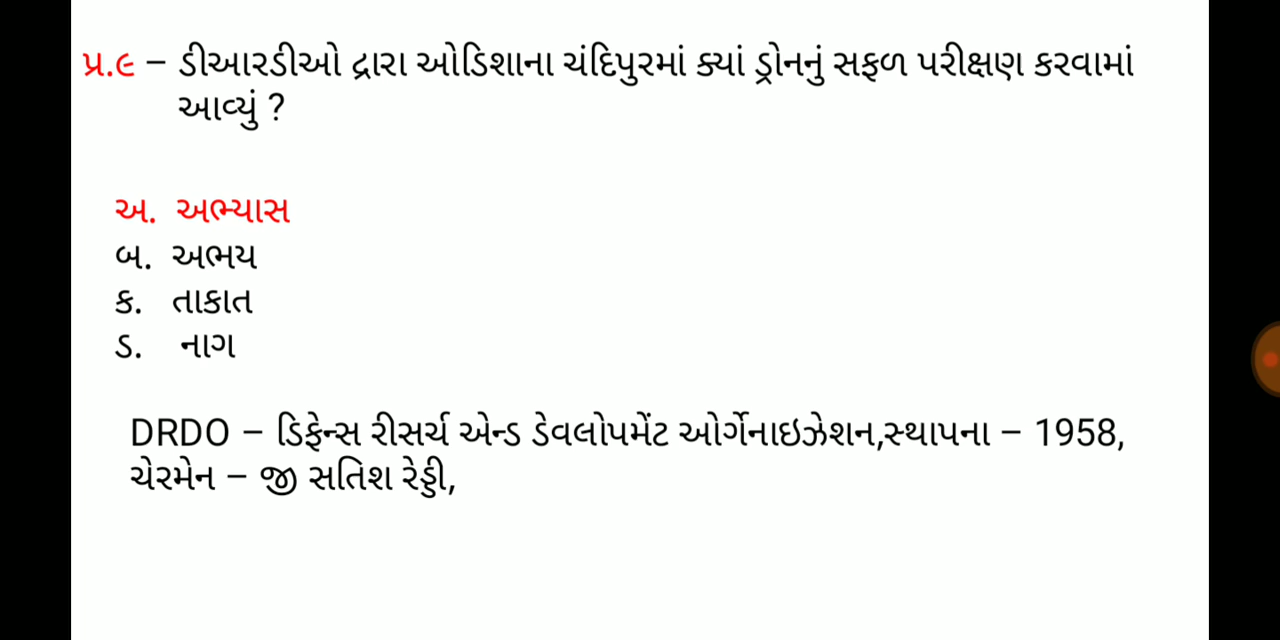 પ્ર.૯ – ડીઆરડીઓ દ્વારા ઓડિશાના ચંદિપુરમાં ક્યાં ડ્રોનનું સફળ પરીક્ષણ કરવામાં
આવ્યું ?
અ. અભ્યાસ
બ. અભય
ક. તાકાત
ડ. નાગ
DRDO – ડિફેન્સ રીસર્ચ એન્ડ ડેવલોપમેંટ ઓર્ગેનાઇઝેશન,સ્થાપના – 1958,
ચેરમેન – જી સતિશ રેડ્ડી,